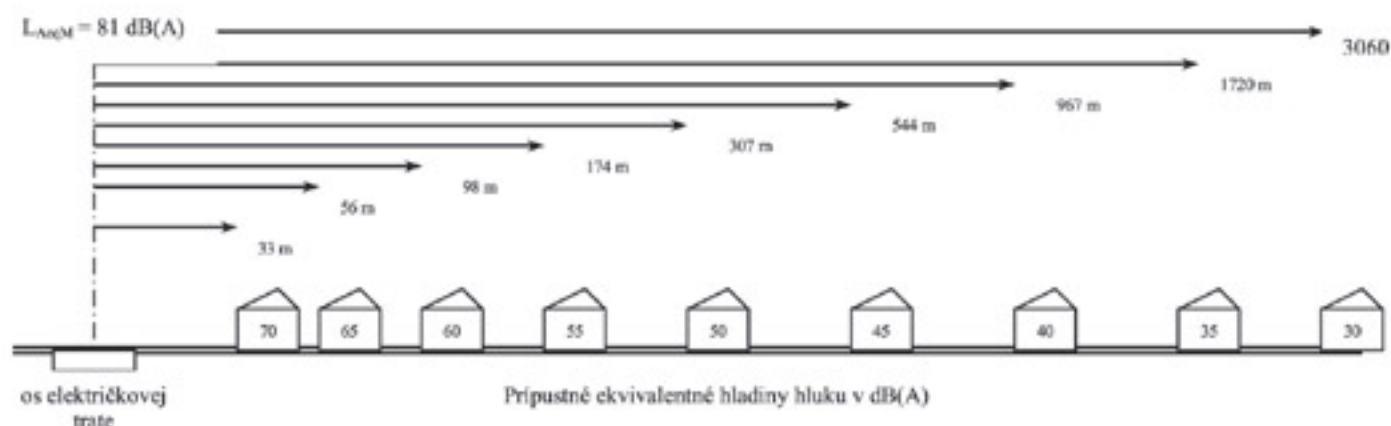 L_AeqM = 81 dB(A)
3060
1720 m
967 m
544 m
307 m
174 m
98 m
56 m
33 m
70 65 60 55 50 45 40 35 30
os električkovej
trate
Prípustné ekvivalentné hladiny hluku v dB(A)